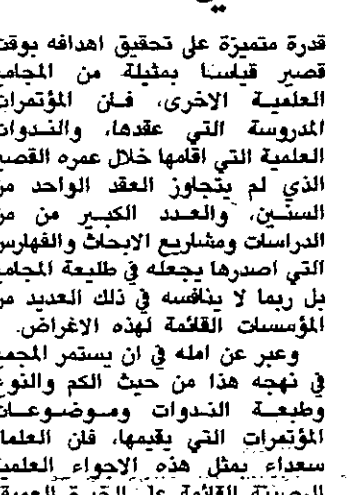 قدرة متميزة على تحقيق اهدافه بوقت
قصير قياسا بمثيله من المجامع
العلمية الاخرى، فان المؤتمرات
المدروسة التي عقدها، والندوات
العلمية التي اقامها خلال عمره القصير
الذي لم يتجاوز العقد الواحد من
السنين، والعدد الكبير من من
الدراسات ومشاريع الابحاث والفهارس
التي اصدرها يجعله في طليعة المجامع
بل ربما لا ينافسه في ذلك العديد من
المؤسسات القائمة لهذه الاغراض.
وعبر عن امله في ان يستمر المجمع
في نهجه هذا من حيث الكم والنوع
وطبيعة الندوات وموضوعات
المؤتمرات التي يقيمها، فان العلماء
سعداء بمثل هذه الاجواء العلمية
الرصينة القائمة على